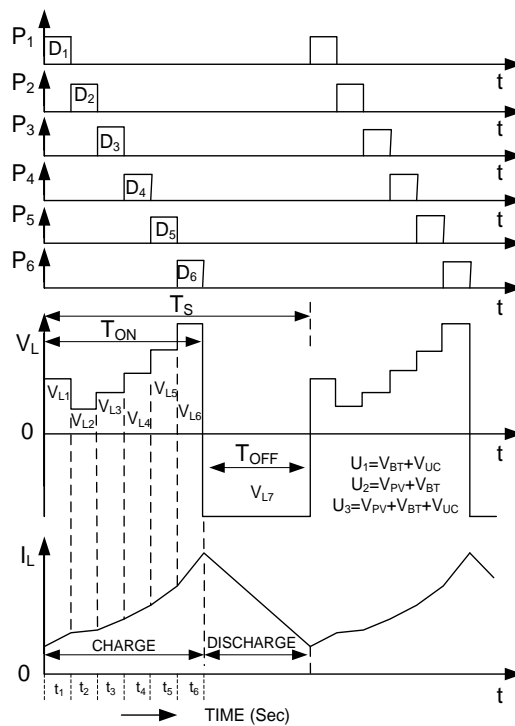 P1
D1
t
P2
D2
t
P3
D3
t
P4
D4
t
P5
D5
t
P6
D6
t
TS
TON
VL
VL1
VL2
VL3
VL4
VL5
VL6
0
t
TOFF
VL7
U1=VBT+VUC
U2=VPV+VBT
U3=VPV+VBT+VUC
IL
CHARGE
DISCHARGE
0
t
t1 t2 t3 t4 t5 t6
TIME (Sec)